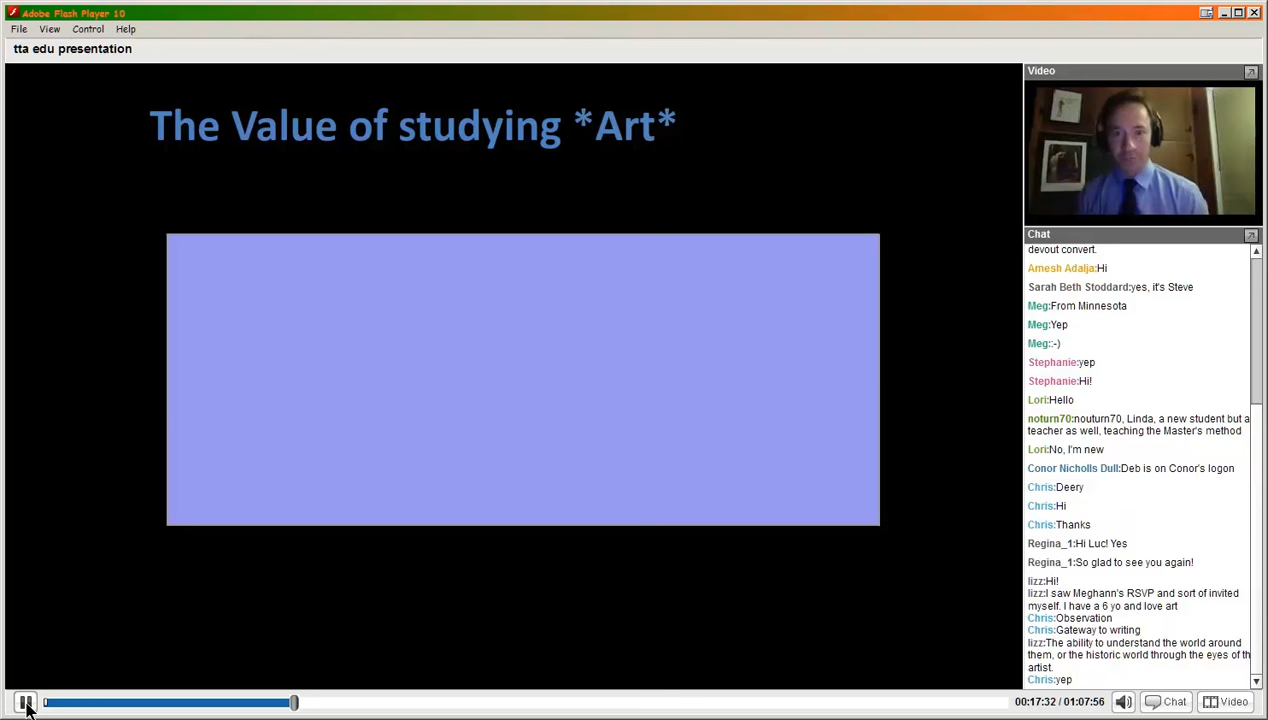 Adobe Flash Player 10
File View Control Help
tta edu presentation
The Value of studying *Art*
Video
Chat
devout convert.
Amesh Adalja:Hi
Sarah Beth Stoddard:yes, it's Steve
Meg:From Minnesota
Meg:Yep
Meg::-)
Stephanie:yep
Stephanie:Hi!
Lori:Hello
noturn70:nouturn70, Linda, a new student but a
teacher as well, teaching the Master's method
Lori:No, I'm new
Conor Nicholls Dull:Deb is on Conor's logon
Chris:Deery
Chris:Hi
Chris:Thanks
Regina_1:Hi Luc! Yes
Regina_1:So glad to see you again!
lizz:Hi!
lizz:I saw Meghann's RSVP and sort of invited
myself. I have a 6 yo and love art
Chris:Observation
Chris:Gateway to writing
lizz:The ability to understand the world around
them, or the historic world through the eyes of th
artist.
Chris:yep
00:17:32 / 01:07:56 Chat Video